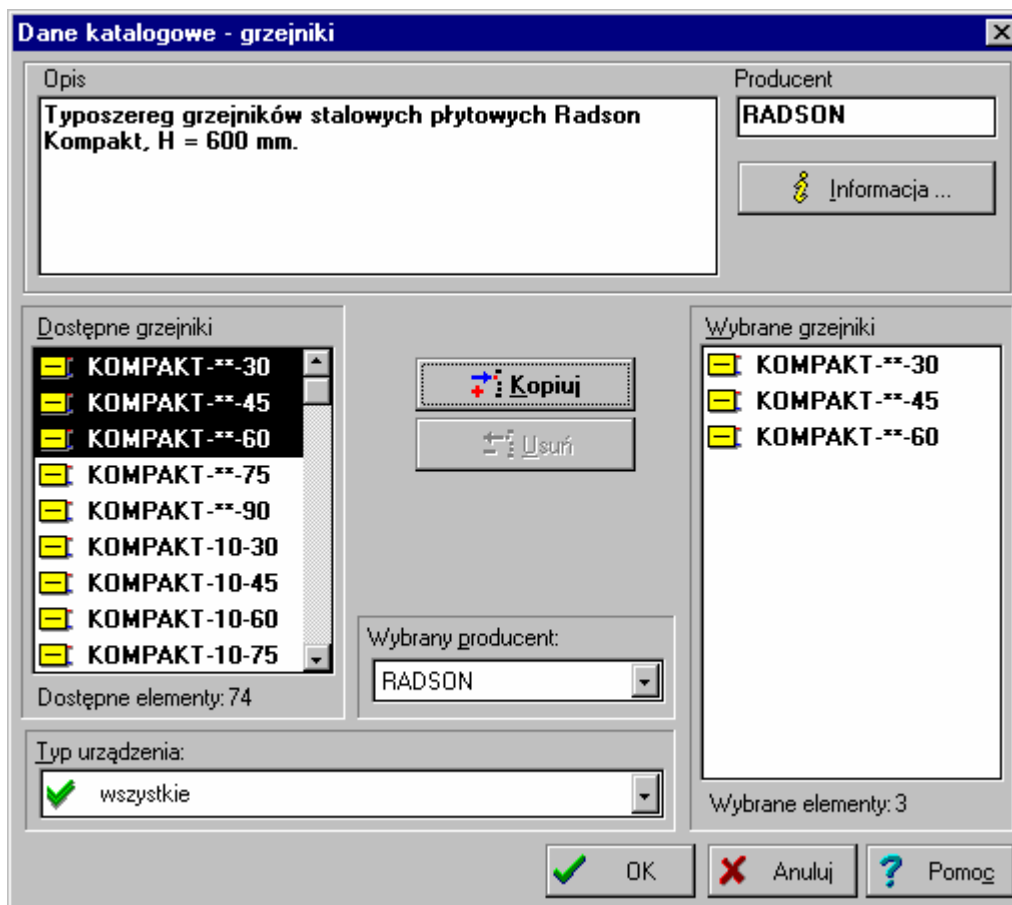 Dane katalogowe - grzejniki
Opis
Typoszereg grzejników stalowych płytowych Radson
Kompakt, H = 600 mm.
Producent
RADSON
Informacja ...
Dostępne grzejniki
KOMPAKT-**-30
KOMPAKT-**-45
KOMPAKT-**-60
KOMPAKT-**-75
KOMPAKT-**-90
KOMPAKT-10-30
KOMPAKT-10-45
KOMPAKT-10-60
KOMPAKT-10-75
Dostępne elementy: 74
Kopiuj
Usuń
Wybrany producent:
RADSON
Typ urządzenia:
wszystkie
Wybrane grzejniki
KOMPAKT-**-30
KOMPAKT-**-45
KOMPAKT-**-60
Wybrane elementy: 3
OK
Anuluj
Pomoc